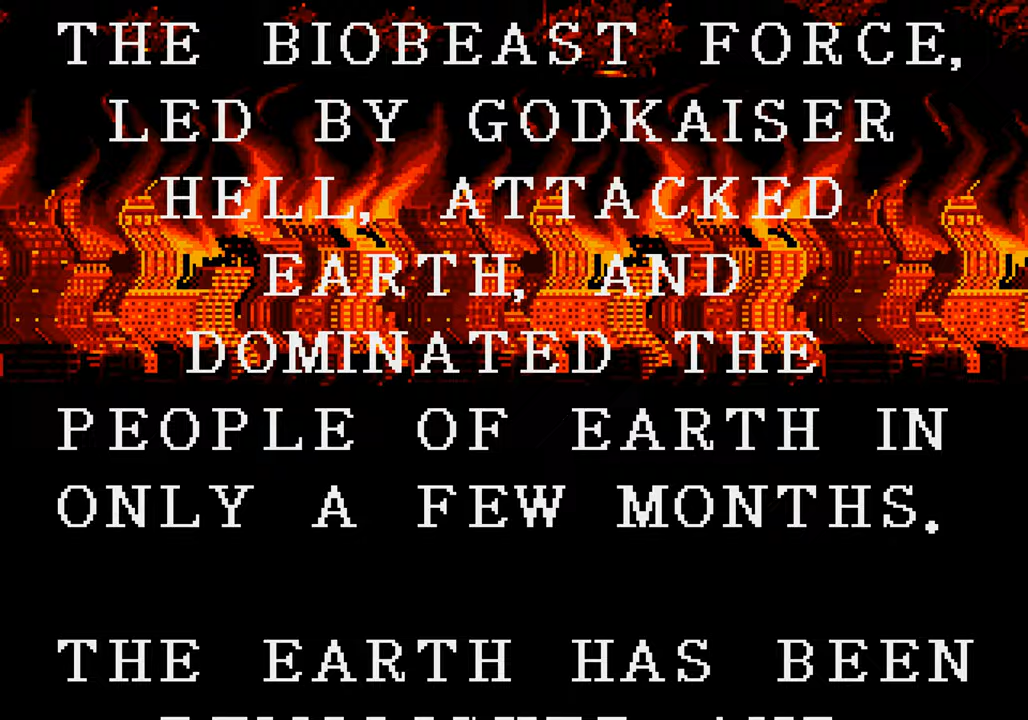 THE BIOBEAST FORCE,
LED BY GODKAISER
HELL, ATTACKED
EARTH, AND
DOMINATED THE
PEOPLE OF EARTH IN
ONLY A FEW MONTHS.
THE EARTH HAS BEEN